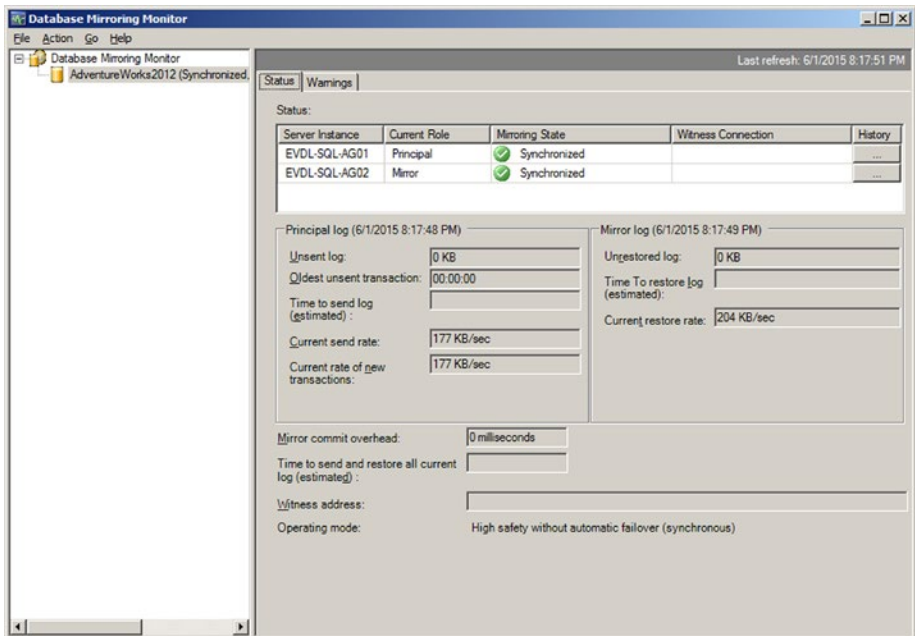 Database Mirroring Monitor
File Action Go Help
Database Mirroring Monitor
AdventureWorks2012 (Synchronized,
Last refresh: 6/1/2015 8:17:51 PM
Status Warnings
Status:
Server Instance Current Role Mirroring State Witness Connection History
EVDL-SQL-AG01 Principal Synchronized ...
EVDL-SQL-AG02 Mirror Synchronized ...
Principal log (6/1/2015 8:17:48 PM)
Unsent log: 0 KB
Oldest unsent transaction: 00:00:00
Time to send log
(estimated) :
Current send rate: 177 KB/sec
Current rate of new
transactions: 177 KB/sec
Mirror log (6/1/2015 8:17:49 PM)
Unrestored log: 0 KB
Time To restore log
(estimated):
Current restore rate: 204 KB/sec
Mirror commit overhead: 0 milliseconds
Time to send and restore all current
log (estimated) :
Witness address:
Operating mode: High safety without automatic failover (synchronous)